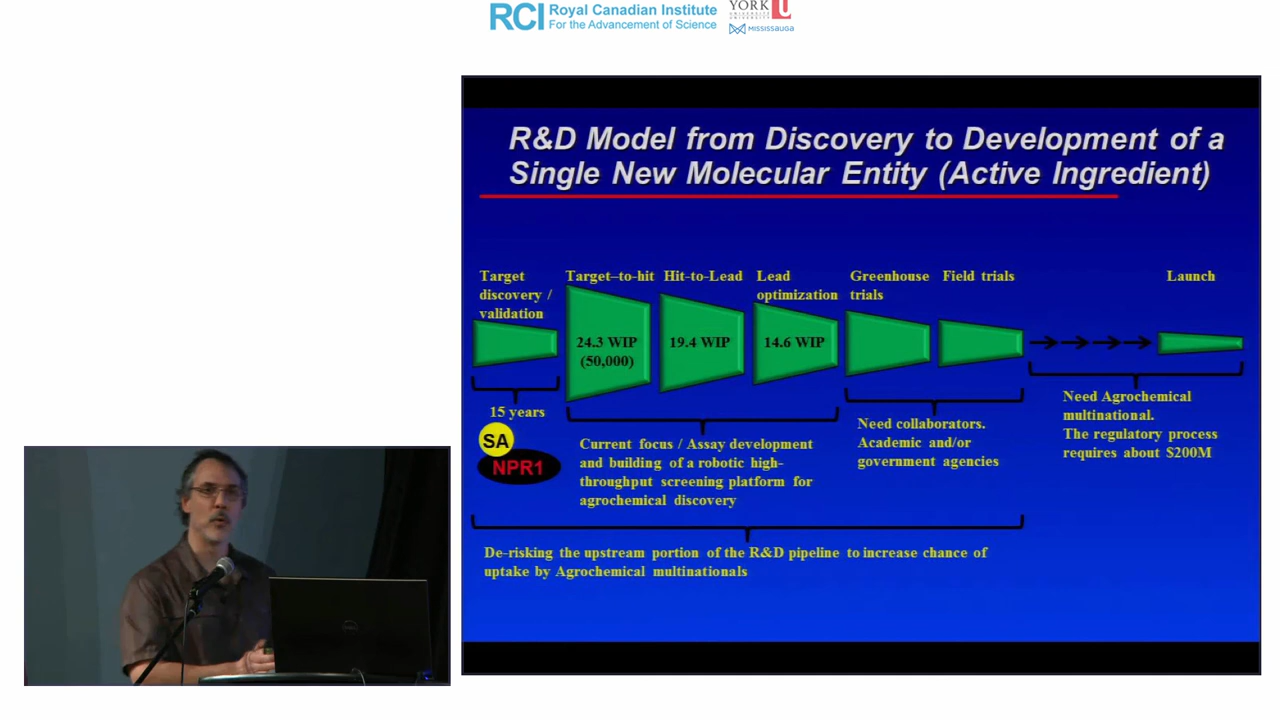 RCI Royal Canadian Institute
For the Advancement of Science
YORK U
UNIVERSITÉ
UNIVERSITY
MISSISSAUGA
R&D Model from Discovery to Development of a
Single New Molecular Entity (Active Ingredient)
Target
discovery /
validation
Target–to-hit
Hit-to-Lead
Lead
optimization
Greenhouse
trials
Field trials
Launch
24.3 WIP
(50,000)
19.4 WIP
14.6 WIP
15 years
SA
NPR1
Current focus / Assay development
and building of a robotic high-
throughput screening platform for
agrochemical discovery
Need collaborators.
Academic and/or
government agencies
Need Agrochemical
multinational.
The regulatory process
requires about $200M
De-risking the upstream portion of the R&D pipeline to increase chance of
uptake by Agrochemical multinationals
DELL